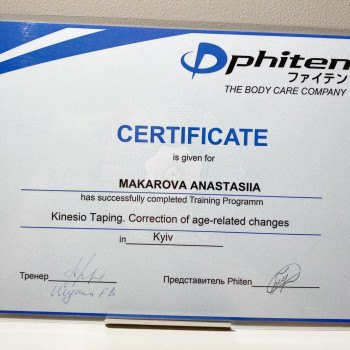 phiten
ファイテン
THE BODY CARE COMPANY
CERTIFICATE
is given for
MAKAROVA ANASTASIIA
has successfully completed Training Programm
Kinesio Taping. Correction of age-related changes
in Kyiv
Тренер Представитель Phiten